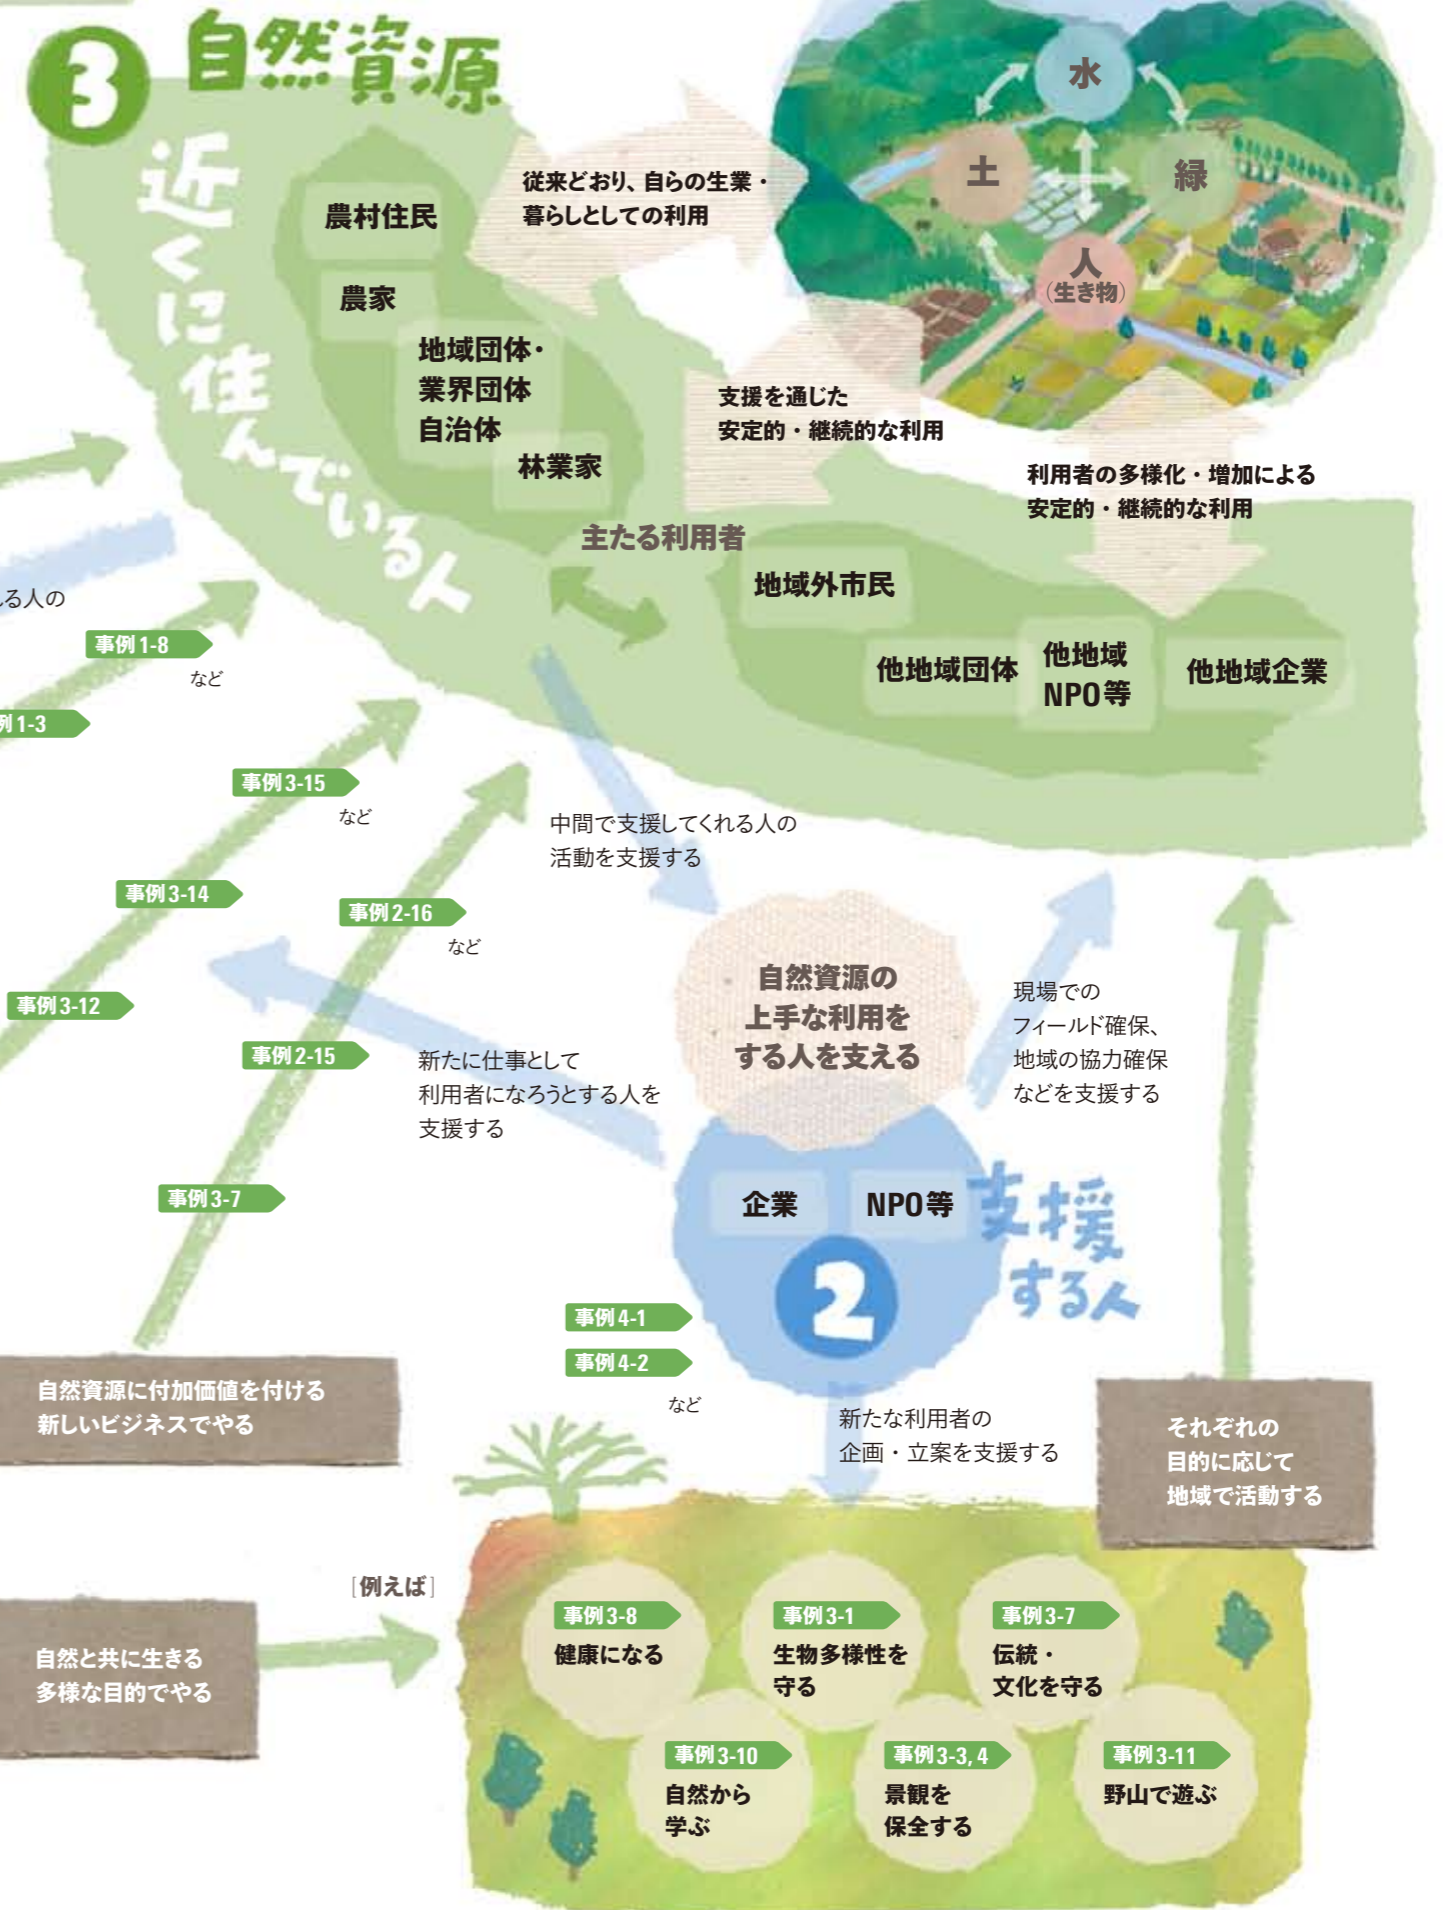 3 自然資源
近くに住んでいる人
農村住民
農家
地域団体・
業界団体
自治体
林業家
主たる利用者
従来どおり、自らの生業・
暮らしとしての利用
水
土
緑
人
(生き物)
支援を通じた
安定的・継続的な利用
利用者の多様化・増加による
安定的・継続的な利用
地域外市民
他地域団体
他地域
NPO等
他地域企業
る人の
事例1-8
など
例1-3
事例3-15
など
事例3-14
事例2-16
など
事例3-12
事例2-15
事例3-7
中間で支援してくれる人の
活動を支援する
新たに仕事として
利用者になろうとする人を
支援する
自然資源の
上手な利用を
する人を支える
現場での
フィールド確保、
地域の協力確保
などを支援する
企業
NPO等
2
支援
する人
事例4-1
事例4-2
など
新たな利用者の
企画・立案を支援する
自然資源に付加価値を付ける
新しいビジネスでやる
それぞれの
目的に応じて
地域で活動する
自然と共に生きる
多様な目的でやる
[例えば]
事例3-8
健康になる
事例3-1
生物多様性を
守る
事例3-7
伝統・
文化を守る
事例3-10
自然から
学ぶ
事例3-3, 4
景観を
保全する
事例3-11
野山で遊ぶ